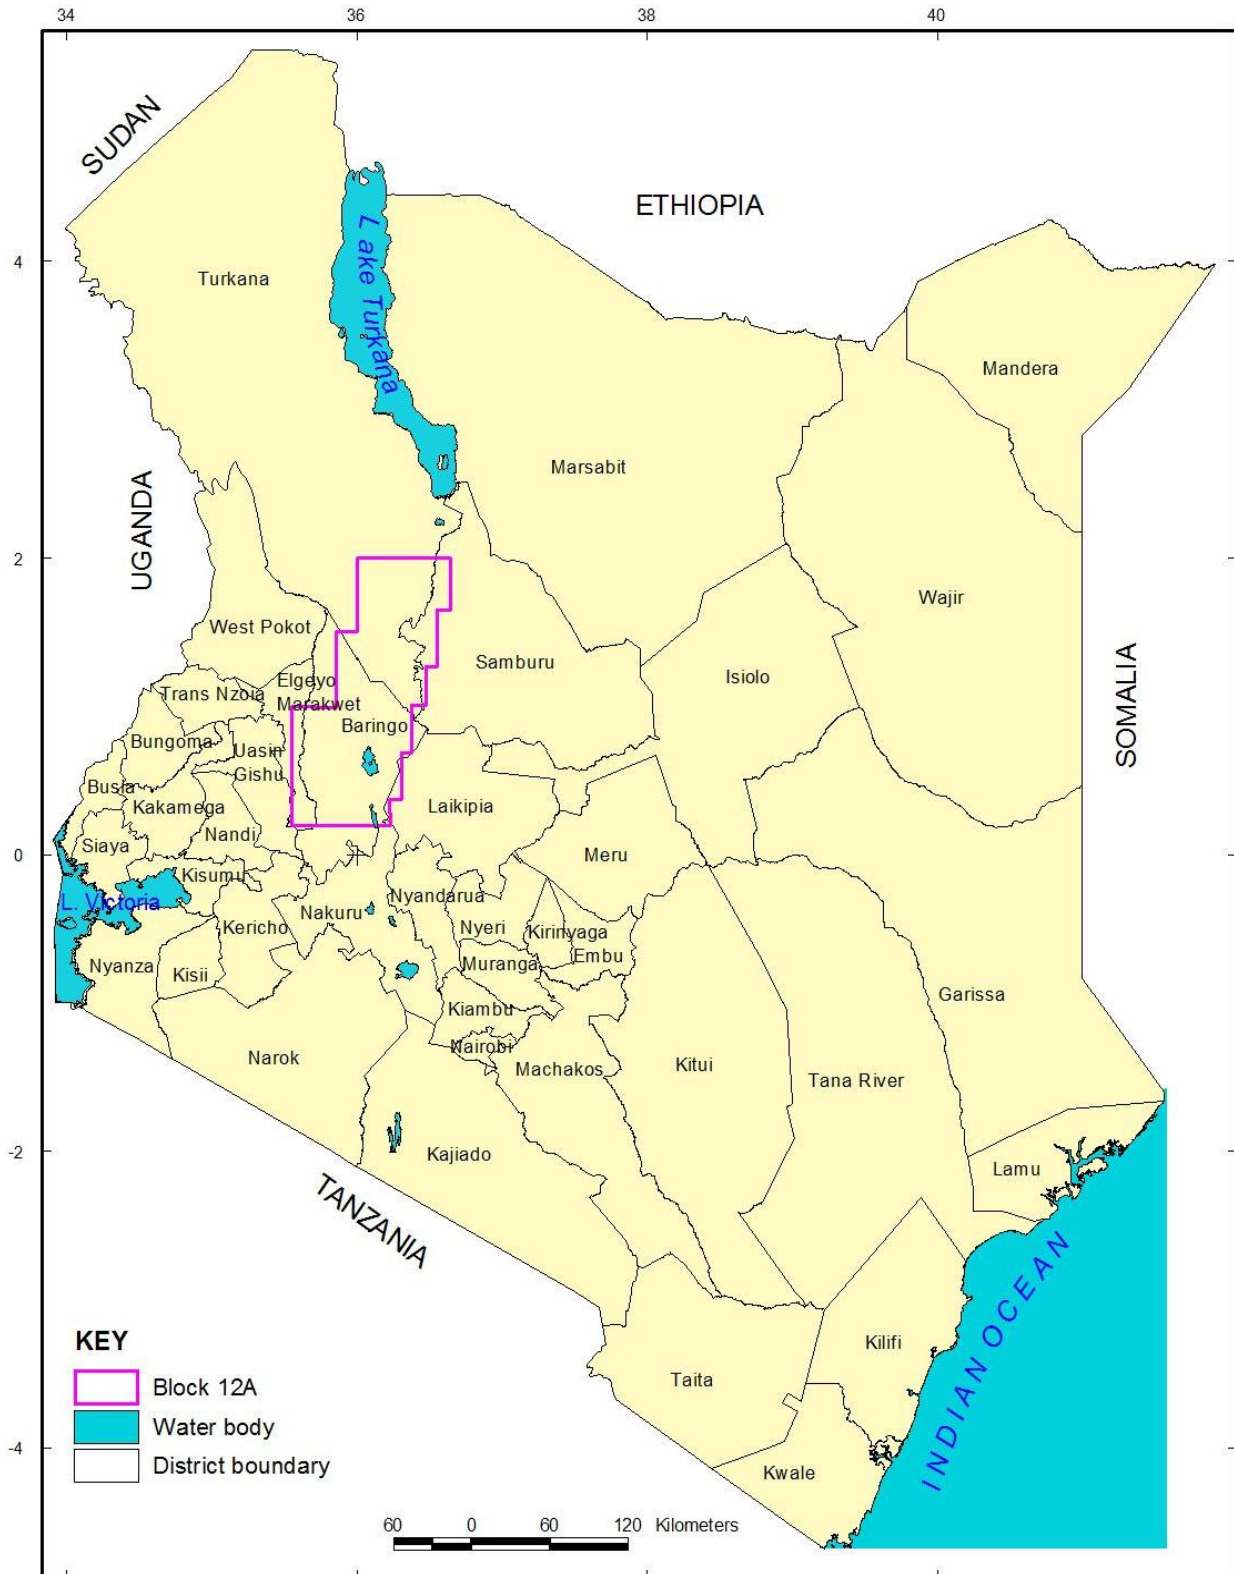 34 36 38 40
SUDAN
ETHIOPIA
4
Lake Turkana
Turkana
Mandera
Marsabit
UGANDA
2
Wajir
West Pokot
Samburu
Isiolo
Elgeyo
Marakwet
Trans Nzoia
SOMALIA
Baringo
Bungoma
Uasin
Gishu
Busia
Kakamega
Laikipia
Nandi
Siaya
0
Meru
Kisumu
L. Victoria
Nyandarua
Nakuru
Kericho
Nyeri
Kirinyaga
Embu
Muranga
Nyanza
Kisii
Garissa
Kiambu
Nairobi
Narok
Machakos
Kitui
Tana River
-2
Kajiado
Lamu
TANZANIA
INDIAN OCEAN
KEY
Kilifi
Block 12A
Taita
Water body
-4
District boundary
Kwale
60 0 60 120 Kilometers